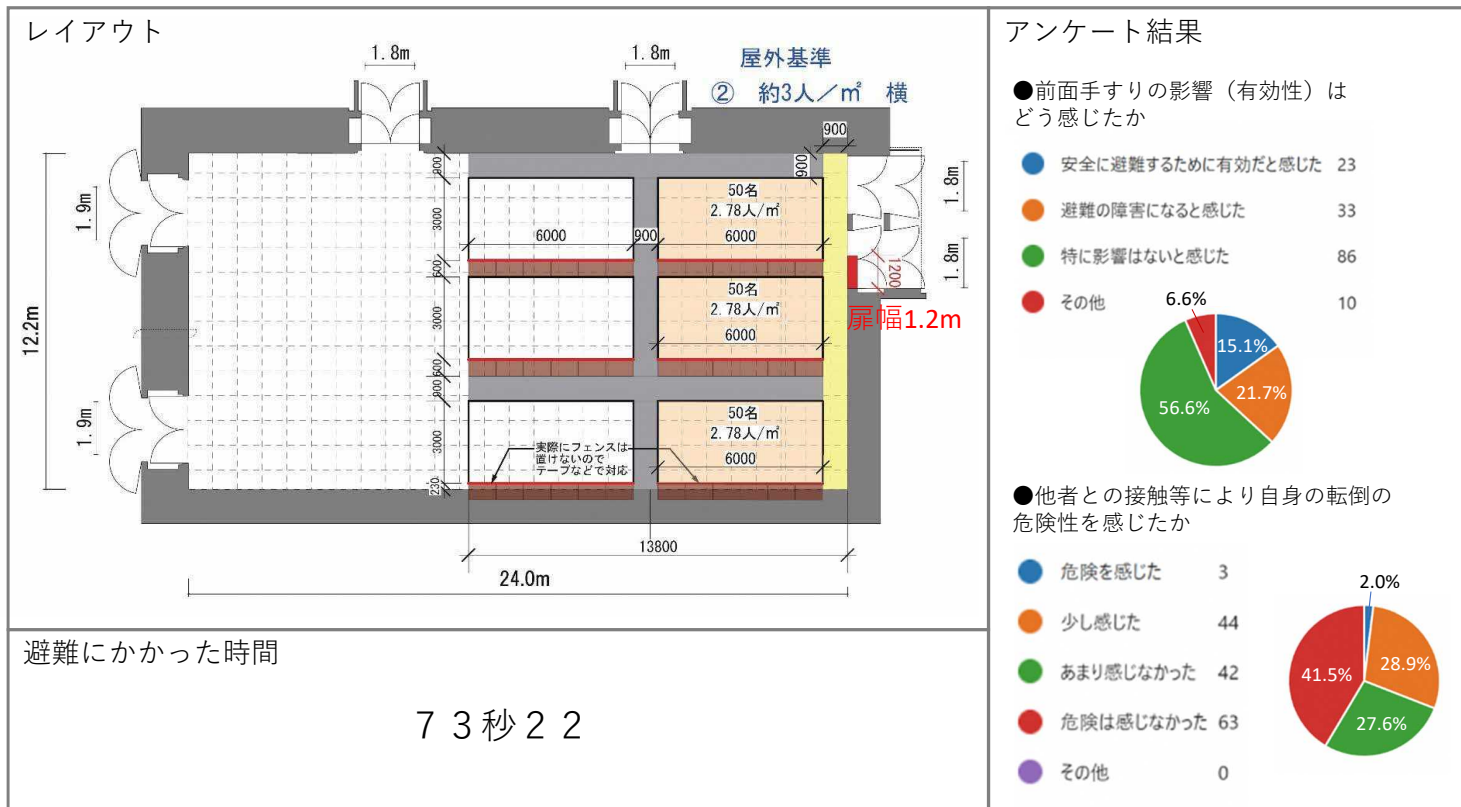 レイアウト
1.8m
1.8m
屋外基準
② 約3人／㎡ 横
900
900
900
1.9m
3000
6000
900
50名
2.78人/㎡
6000
1.8m
1.8m
1200
扉幅1.2m
600
12.2m
3000
50名
2.78人/㎡
6000
600
900
1.9m
3000
実際にフェンスは
置けないので
テープなどで対応
50名
2.78人/㎡
6000
230
13800
24.0m
避難にかかった時間
７３秒２２
アンケート結果
●前面手すりの影響（有効性）は
どう感じたか
安全に避難するために有効だと感じた 23
避難の障害になると感じた 33
特に影響はないと感じた 86
その他 10
6.6%
15.1%
21.7%
56.6%
●他者との接触等により自身の転倒の
危険性を感じたか
危険を感じた 3
少し感じた 44
あまり感じなかった 42
危険は感じなかった 63
その他 0
2.0%
28.9%
41.5%
27.6%